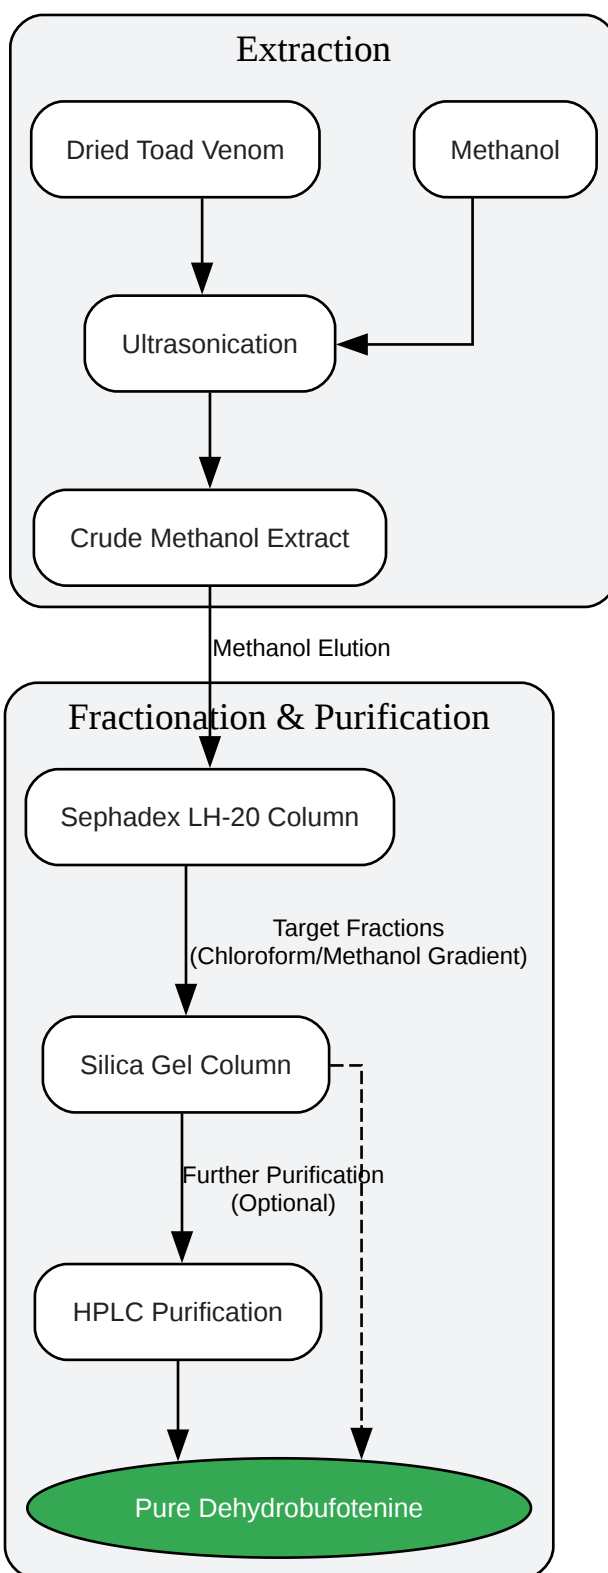 Extraction
Dried Toad Venom
Methanol
Ultrasonication
Crude Methanol Extract
Methanol Elution
Fractionation & Purification
Sephadex LH-20 Column
Target Fractions
(Chloroform/Methanol Gradient)
Silica Gel Column
Further Purification
(Optional)
HPLC Purification
Pure Dehydrobufotenine